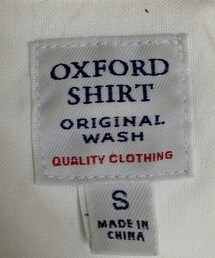 OXFORD
SHIRT
ORIGINAL
WASH
QUALITY CLOTHING
S
MADE IN
CHINA